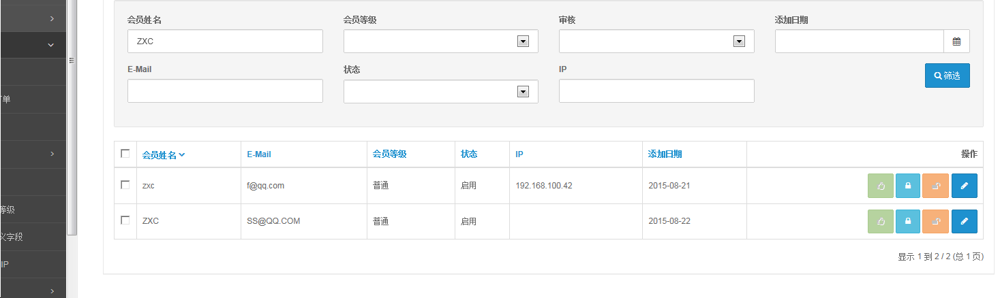 会员姓名 会员等级 审核 添加日期
ZXC
E-Mail 状态 IP
筛选
单
等级
义字段
IP
会员姓名 E-Mail 会员等级 状态 IP 添加日期 操作
zxc f@qq.com 普通 启用 192.168.100.42 2015-08-21
ZXC SS@QQ.COM 普通 启用 2015-08-22
显示 1 到 2 / 2 (总 1 页)